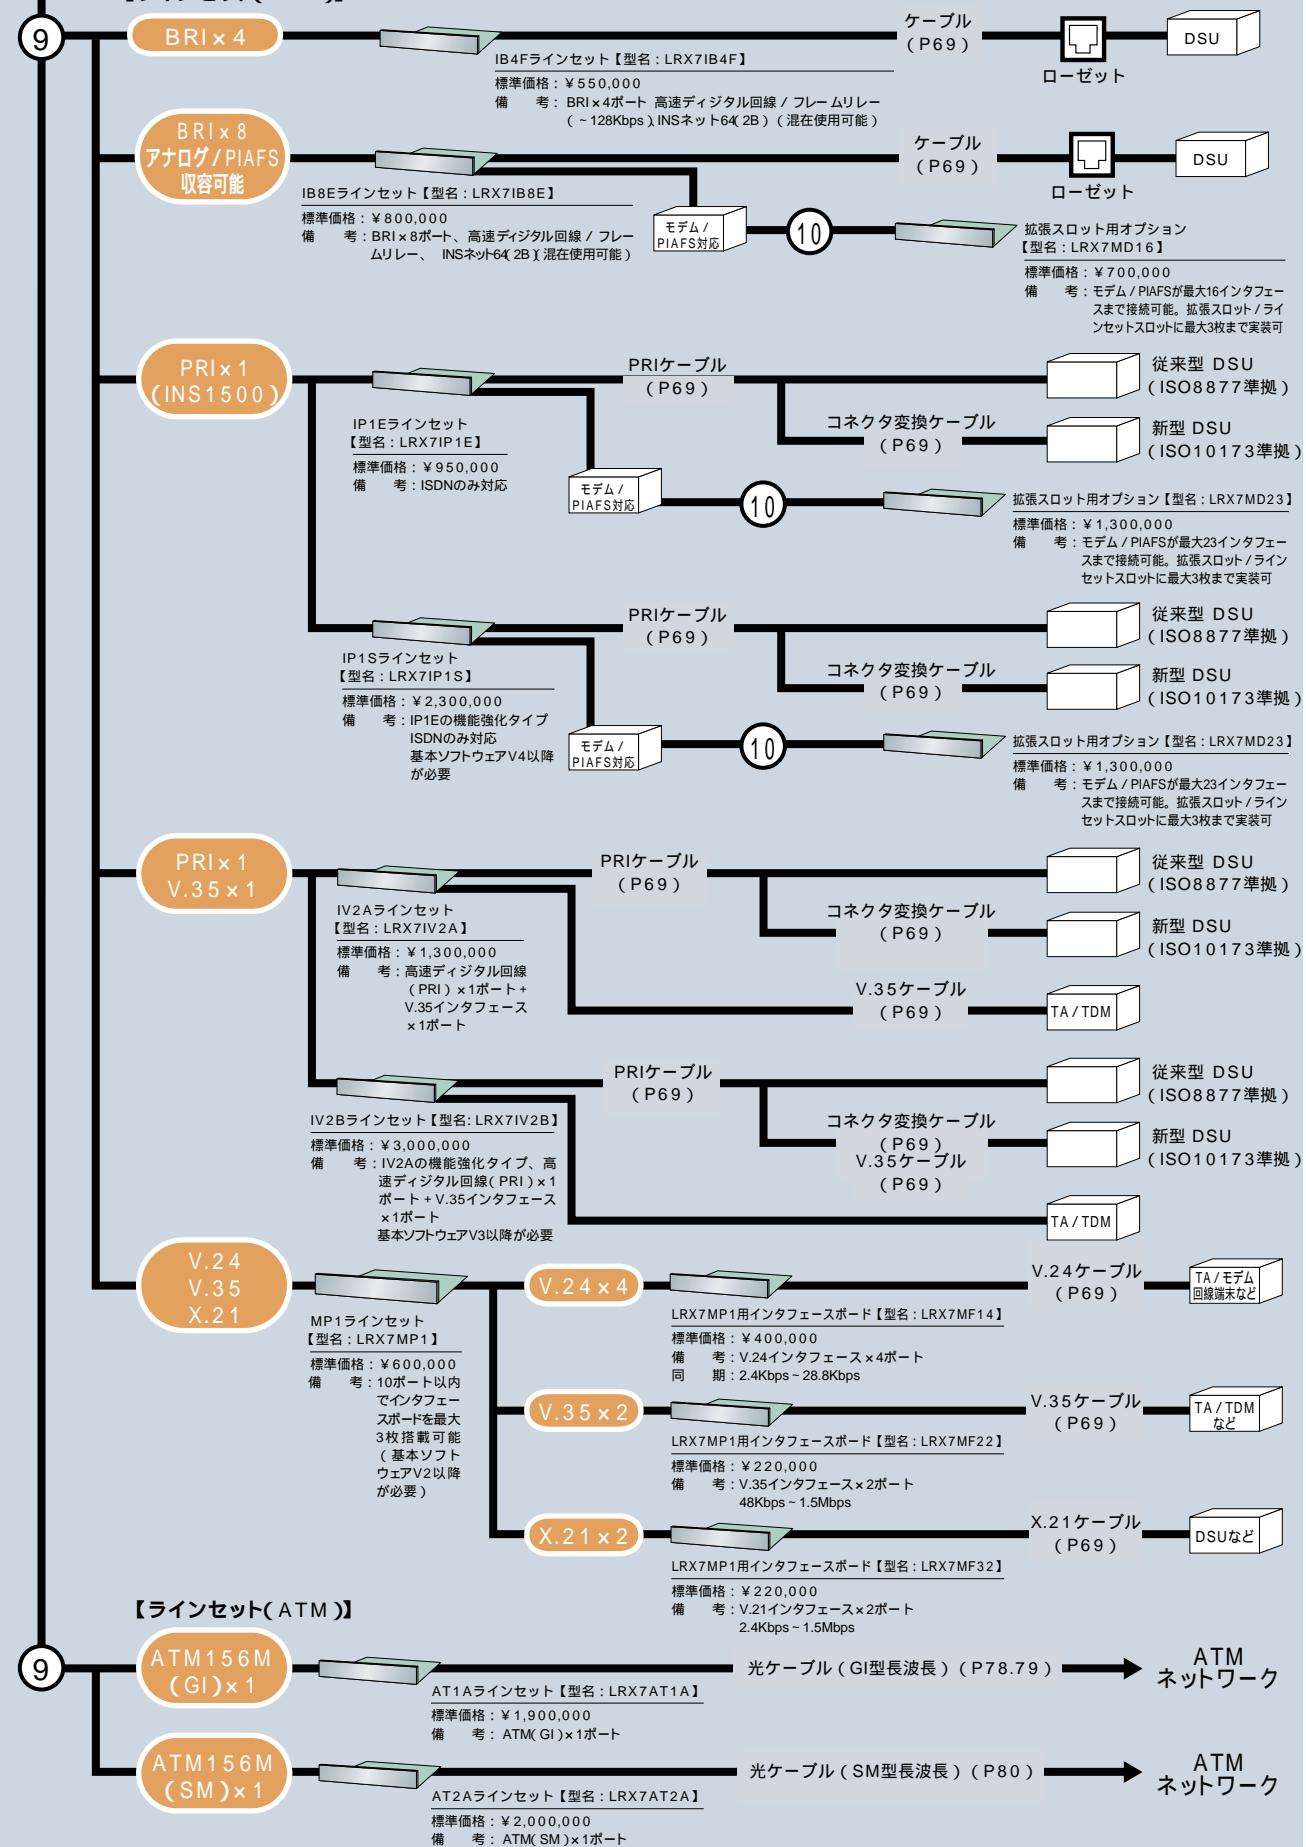 9
BRI×4
IB4Fラインセット【型名：LRX7IB4F】
標準価格：￥550,000
備　考：BRI×4ポート 高速ディジタル回線/フレームリレー
（~128Kbps）、INSネット64（2B）（混在使用可能）
ケーブル
（P69）
ローゼット
DSU
BRI×8
アナログ/PIAFS
収容可能
IB8Eラインセット【型名：LRX7IB8E】
標準価格：￥800,000
備　考：BRI×8ポート、高速ディジタル回線/フレー
ムリレー、 INSネット64（2B）（混在使用可能）
ケーブル
（P69）
ローゼット
DSU
モデム/
PIAFS対応
10
拡張スロット用オプション
【型名：LRX7MD16】
標準価格：￥700,000
備　考：モデム/PIAFSが最大16インタフェー
スまで接続可能。拡張スロット/ライ
ンセットスロットに最大3枚まで実装可
PRI×1
（INS1500）
IP1Eラインセット
【型名：LRX7IP1E】
標準価格：￥950,000
備　考：ISDNのみ対応
PRIケーブル
（P69）
従来型 DSU
（ISO8877準拠）
コネクタ変換ケーブル
（P69）
新型 DSU
（ISO10173準拠）
モデム/
PIAFS対応
10
拡張スロット用オプション【型名：LRX7MD23】
標準価格：￥1,300,000
備　考：モデム/PIAFSが最大23インタフェー
スまで接続可能。拡張スロット/ライン
セットスロットに最大3枚まで実装可
IP1Sラインセット
【型名：LRX7IP1S】
標準価格：￥2,300,000
備　考：IP1Eの機能強化タイプ
ISDNのみ対応
基本ソフトウェアV4以降
が必要
PRIケーブル
（P69）
従来型 DSU
（ISO8877準拠）
コネクタ変換ケーブル
（P69）
新型 DSU
（ISO10173準拠）
モデム/
PIAFS対応
10
拡張スロット用オプション【型名：LRX7MD23】
標準価格：￥1,300,000
備　考：モデム/PIAFSが最大23インタフェー
スまで接続可能。拡張スロット/ライン
セットスロットに最大3枚まで実装可
PRI×1
V.35×1
IV2Aラインセット
【型名：LRX7IV2A】
標準価格：￥1,300,000
備　考：高速ディジタル回線
（PRI）×1ポート+
V.35インタフェース
×1ポート
PRIケーブル
（P69）
従来型 DSU
（ISO8877準拠）
コネクタ変換ケーブル
（P69）
新型 DSU
（ISO10173準拠）
V.35ケーブル
（P69）
TA/TDM
IV2Bラインセット【型名：LRX7IV2B】
標準価格：￥3,000,000
備　考：IV2Aの機能強化タイプ、高
速ディジタル回線（PRI）×1
ポート+V.35インタフェース
×1ポート
基本ソフトウェアV3以降が必要
PRIケーブル
（P69）
従来型 DSU
（ISO8877準拠）
コネクタ変換ケーブル
（P69）
新型 DSU
（ISO10173準拠）
V.35ケーブル
（P69）
TA/TDM
V.24
V.35
X.21
MP1ラインセット
【型名：LRX7MP1】
標準価格：￥600,000
備　考：10ポート以内
でインタフェー
スボードを最大
3枚搭載可能
（基本ソフト
ウェアV2以降
が必要）
V.24×4
LRX7MP1用インタフェースボード【型名：LRX7MF14】
標準価格：￥400,000
備　考：V.24インタフェース×4ポート
同　期：2.4Kbps~28.8Kbps
V.24ケーブル
（P69）
TA/モデム
回線端末など
V.35×2
LRX7MP1用インタフェースボード【型名：LRX7MF22】
標準価格：￥220,000
備　考：V.35インタフェース×2ポート
48Kbps~1.5Mbps
V.35ケーブル
（P69）
TA/TDM
など
X.21×2
LRX7MP1用インタフェースボード【型名：LRX7MF32】
標準価格：￥220,000
備　考：V.21インタフェース×2ポート
2.4Kbps~1.5Mbps
X.21ケーブル
（P69）
DSUなど
【ラインセット（ATM）】
9
ATM156M
（GI）×1
AT1Aラインセット【型名：LRX7AT1A】
標準価格：￥1,900,000
備　考：ATM（GI）×1ポート
光ケーブル（GI型長波長）（P78.79）
ATM
ネットワーク
ATM156M
（SM）×1
AT2Aラインセット【型名：LRX7AT2A】
標準価格：￥2,000,000
備　考：ATM（SM）×1ポート
光ケーブル（SM型長波長）（P80）
ATM
ネットワーク